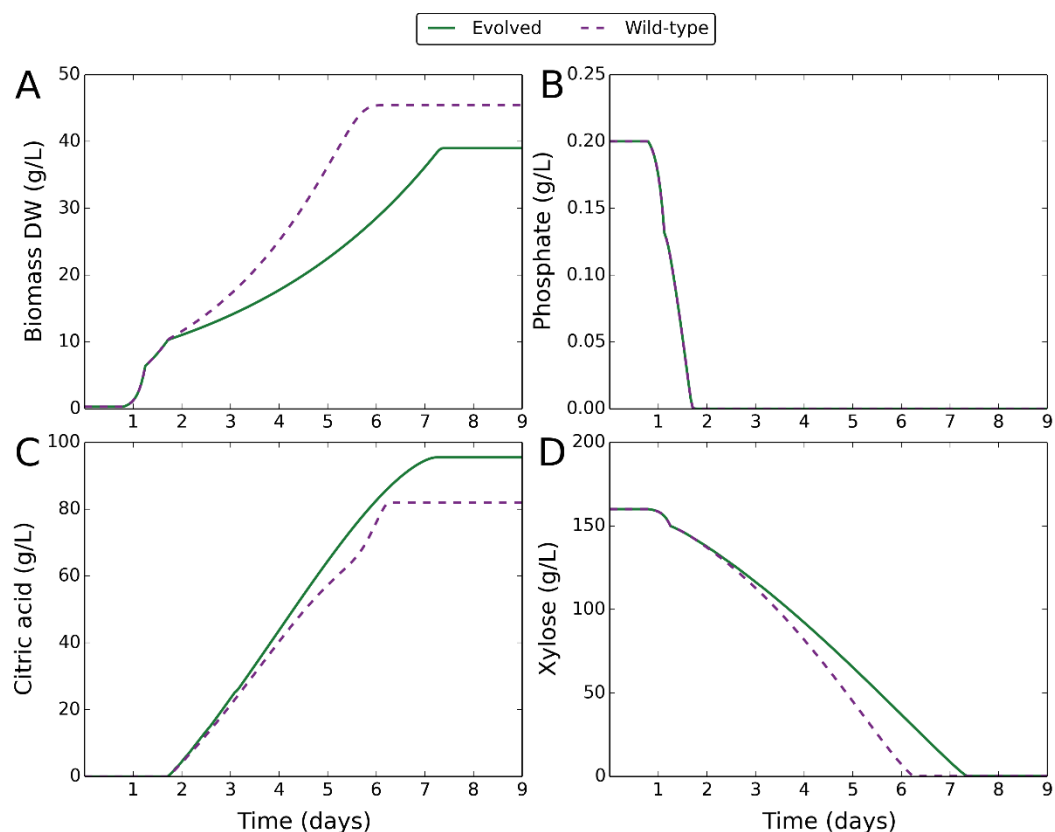 Evolved Wild-type
A
Biomass DW (g/L)
50
40
30
20
10
0
1 2 3 4 5 6 7 8 9
B
Phosphate (g/L)
0.25
0.20
0.15
0.10
0.05
0.00
1 2 3 4 5 6 7 8 9
C
Citric acid (g/L)
100
80
60
40
20
0
1 2 3 4 5 6 7 8 9
Time (days)
D
Xylose (g/L)
200
150
100
50
0
1 2 3 4 5 6 7 8 9
Time (days)